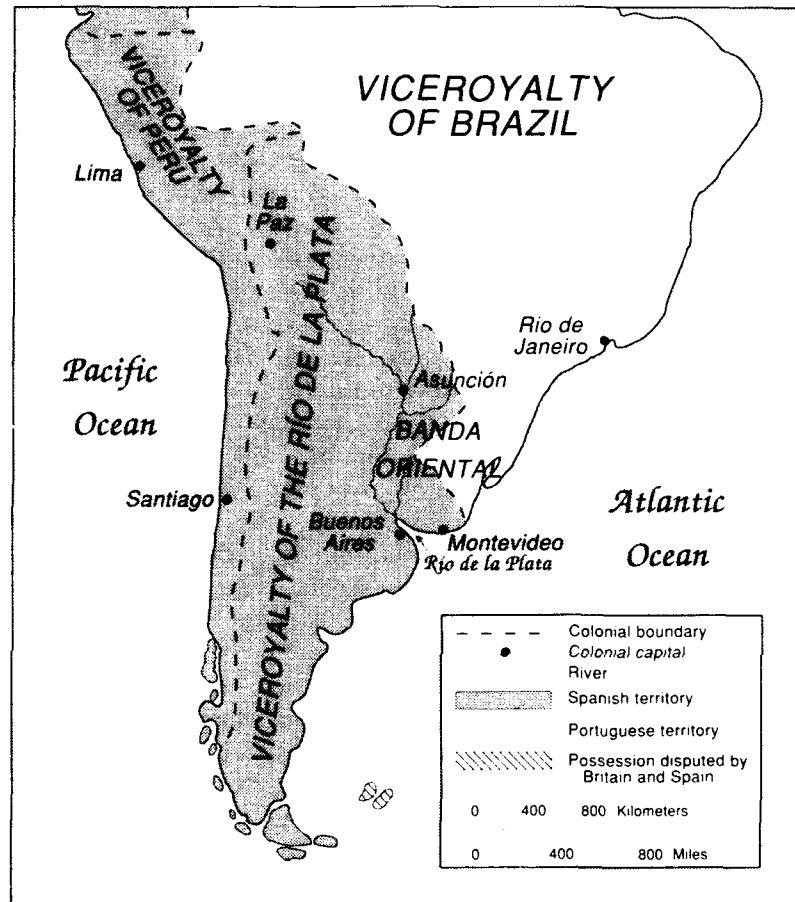 VICEROYALTY
OF PERU
VICEROYALTY
OF BRAZIL
Lima
La
Paz
VICEROYALTY OF THE RÍO DE LA PLATA
Rio de
Janeiro
Pacific
Ocean
Asunción
BANDA
ORIENTAL
Santiago
Buenos
Aires
Montevideo
Río de la Plata
Atlantic
Ocean
Colonial boundary
Colonial capital
River
Spanish territory
Portuguese territory
Possession disputed by
Britain and Spain
0 400 800 Kilometers
0 400 800 Miles